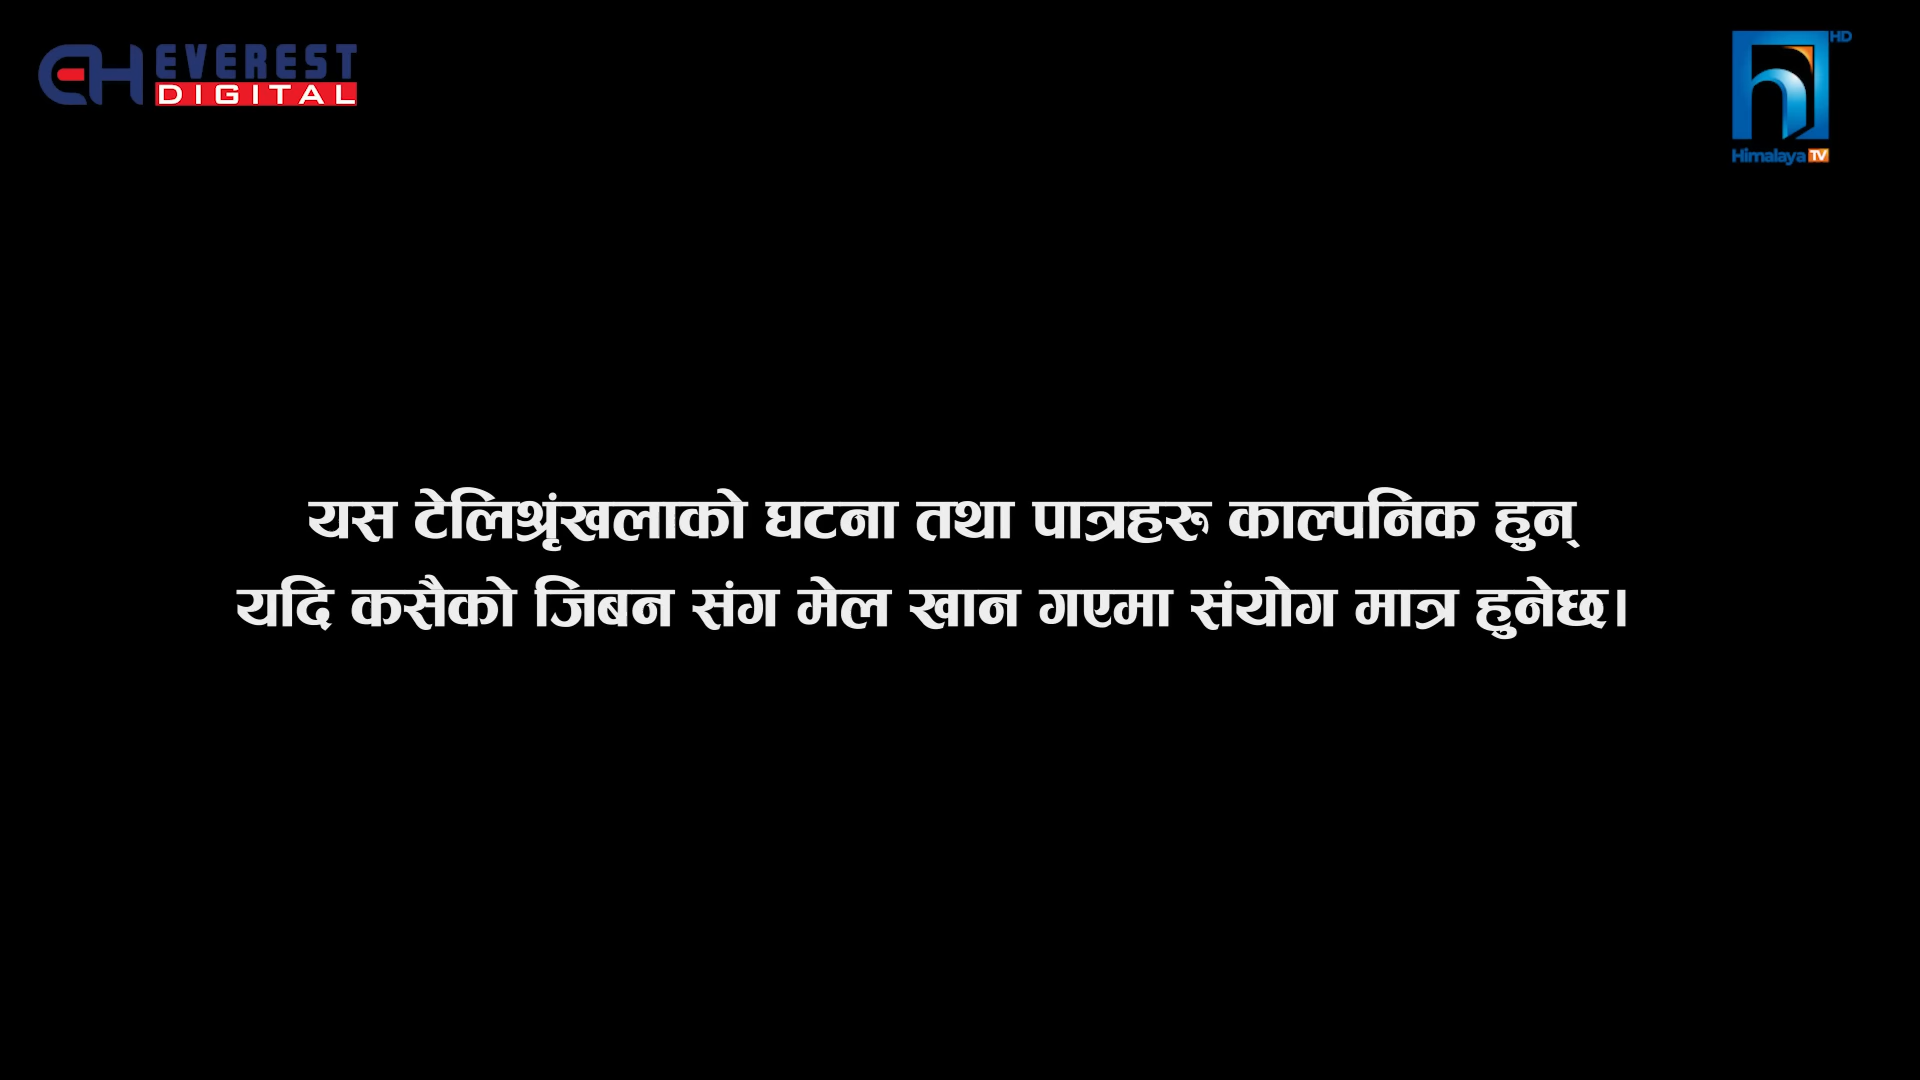 EVEREST
DIGITAL
HD
Himalaya TV
यस टेलिश्रृंखलाको घटना तथा पात्रहरु काल्पनिक हुन्
यदि कसैको जिबन संग मेल खान गएमा संयोग मात्र हुनेछ।